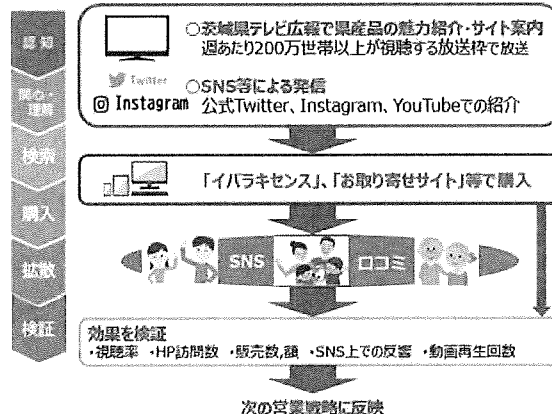 認知
○茨城県テレビ広報で県産品の魅力紹介・サイト案内
週あたり200万世帯以上が視聴する放送枠で放送
関心・
理解
Twitter
○SNS等による発信
Instagram
公式Twitter、Instagram、YouTubeでの紹介
検索
「イバラキセンス」、「お取り寄せサイト」等で購入
購入
拡散
SNS
口コミ
検証
効果を検証
・視聴率 ・HP訪問数 ・販売数,額 ・SNS上での反響 ・動画再生回数
次の営業戦略に反映